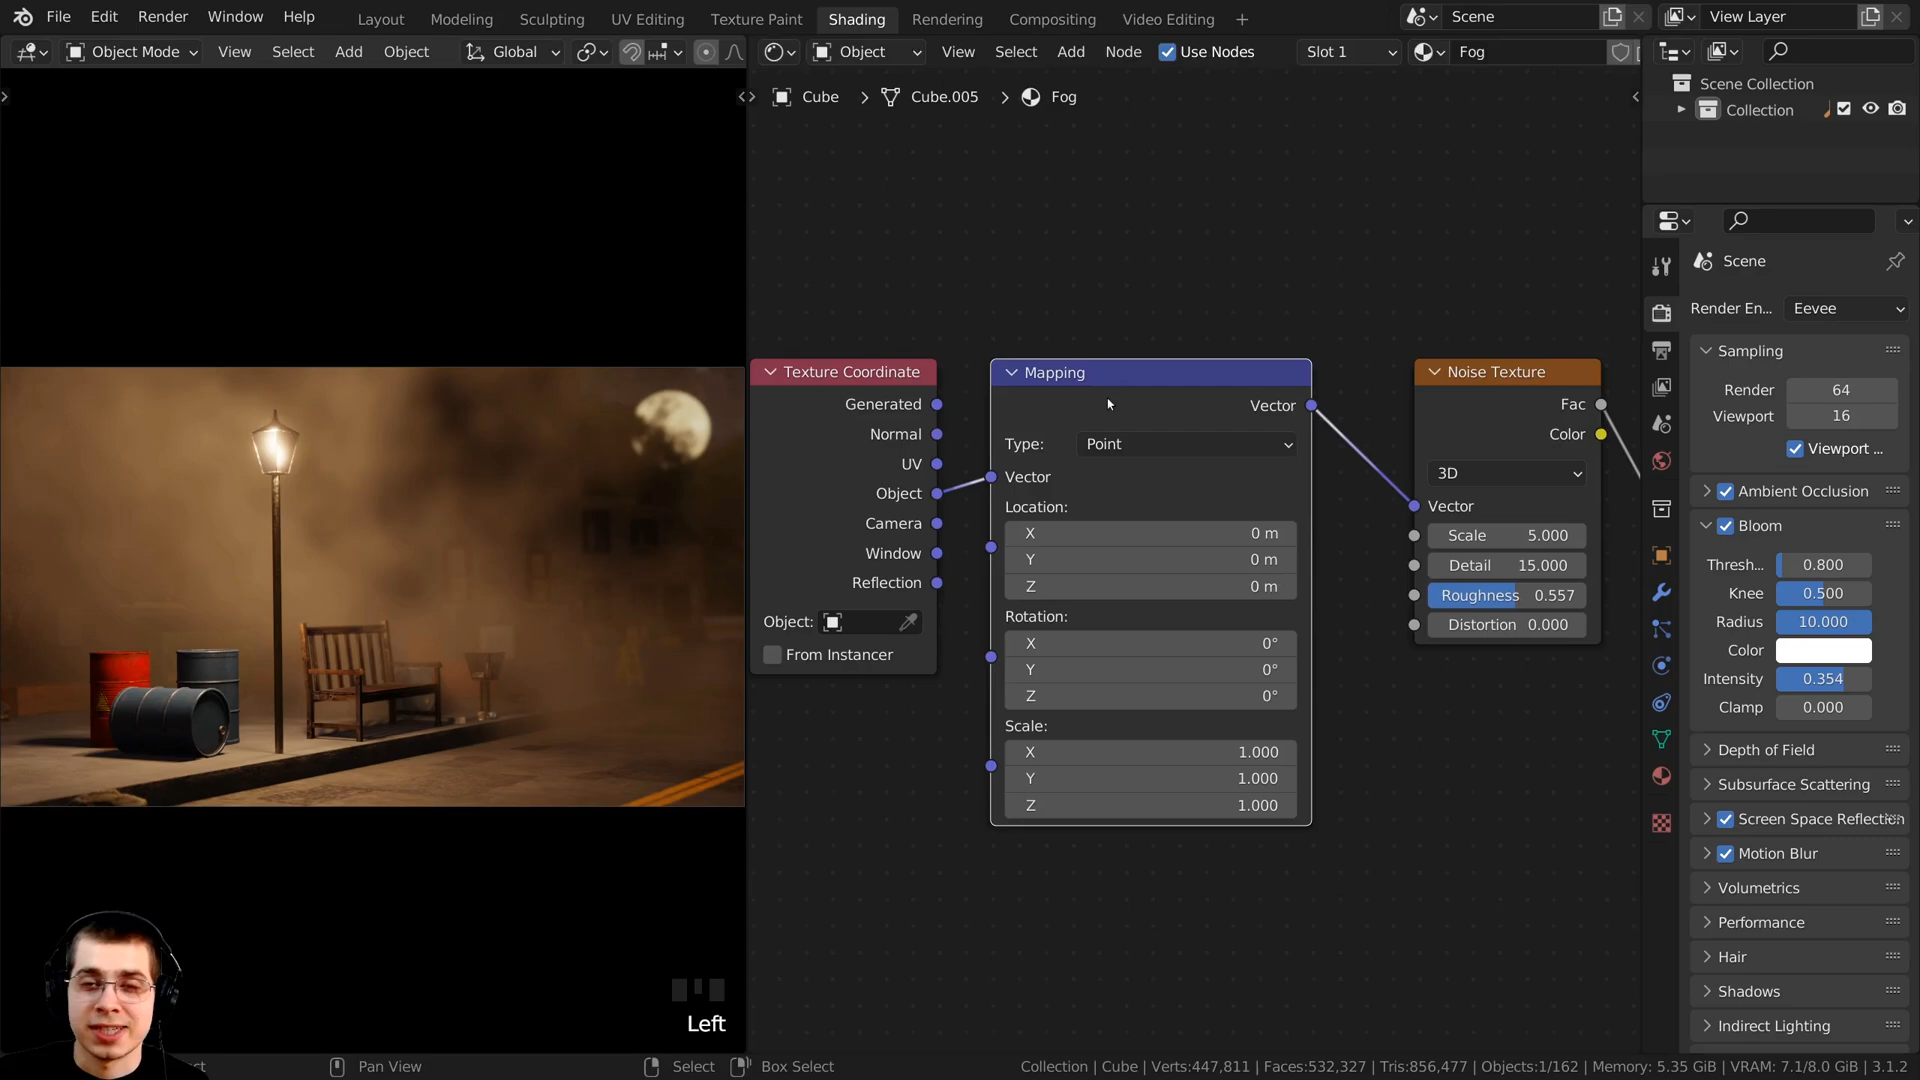 File Edit Render Window Help Layout Modeling Sculpting UV Editing Texture Paint Shading Rendering Compositing Video Editing + Scene View Layer
Object Mode View Select Add Object Global Object View Select Add Node Use Nodes Slot 1 Fog
Cube > Cube.005 > Fog
Scene Collection
Collection
Scene
Render En... Eevee
Sampling
Render 64
Viewport 16
Viewport ...
Ambient Occlusion
Bloom
Thresh... 0.800
Knee 0.500
Radius 10.000
Color
Intensity 0.354
Clamp 0.000
Depth of Field
Subsurface Scattering
Screen Space Reflection
Motion Blur
Volumetrics
Performance
Hair
Shadows
Indirect Lighting
Texture Coordinate
Generated
Normal
UV
Object
Camera
Window
Reflection
Object:
From Instancer
Mapping
Vector
Type: Point
Vector
Location:
X 0 m
Y 0 m
Z 0 m
Rotation:
X 0°
Y 0°
Z 0°
Scale:
X 1.000
Y 1.000
Z 1.000
Noise Texture
Fac
Color
3D
Vector
Scale 5.000
Detail 15.000
Roughness 0.557
Distortion 0.000
Left
Pan View Select Box Select Collection | Cube | Verts:447,811 | Faces:532,327 | Tris:856,477 | Objects:1/162 | Memory: 5.35 GiB | VRAM: 7.1/8.0 GiB | 3.1.2